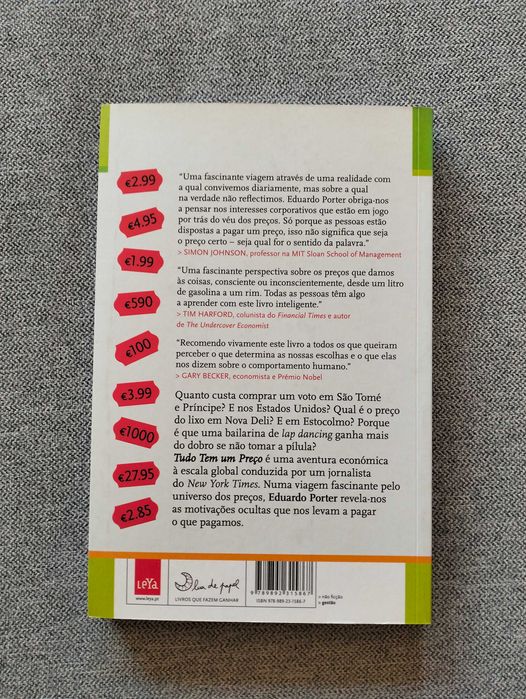 €2.99
€4.95
€1.99
€590
€100
€3.99
€1000
€27.95
€2.85
“Uma fascinante viagem através de uma realidade com
a qual convivemos diariamente, mas sobre a qual
na verdade não reflectimos. Eduardo Porter obriga-nos
a pensar nos interesses corporativos que estão em jogo
por trás do véu dos preços. Só porque as pessoas estão
dispostas a pagar um preço, isso não significa que seja
o preço certo – seja qual for o sentido da palavra.”
> SIMON JOHNSON, professor na MIT Sloan School of Management
“Uma fascinante perspectiva sobre os preços que damos
às coisas, consciente ou inconscientemente, desde um litro
de gasolina a um rim. Todas as pessoas têm algo
a aprender com este livro inteligente.”
> TIM HARFORD, colunista do Financial Times e autor
de The Undercover Economist
“Recomendo vivamente este livro a todos os que queiram
perceber o que determina as nossas escolhas e o que elas
nos dizem sobre o comportamento humano.”
> GARY BECKER, economista e Prémio Nobel
Quanto custa comprar um voto em São Tomé
e Príncipe? E nos Estados Unidos? Qual é o preço
do lixo em Nova Deli? E em Estocolmo? Porque
é que uma bailarina de lap dancing ganha mais
do dobro se não tomar a pílula?
Tudo Tem um Preço é uma aventura económica
à escala global conduzida por um jornalista
do New York Times. Numa viagem fascinante pelo
universo dos preços, Eduardo Porter revela-nos
as motivações ocultas que nos levam a pagar
o que pagamos.
LEYA
www.leya.pt
lua de papel
LIVROS QUE FAZEM GANHAR
9 789892 315867
ISBN 978-989-23-1586-7
> não ficção
> gestão